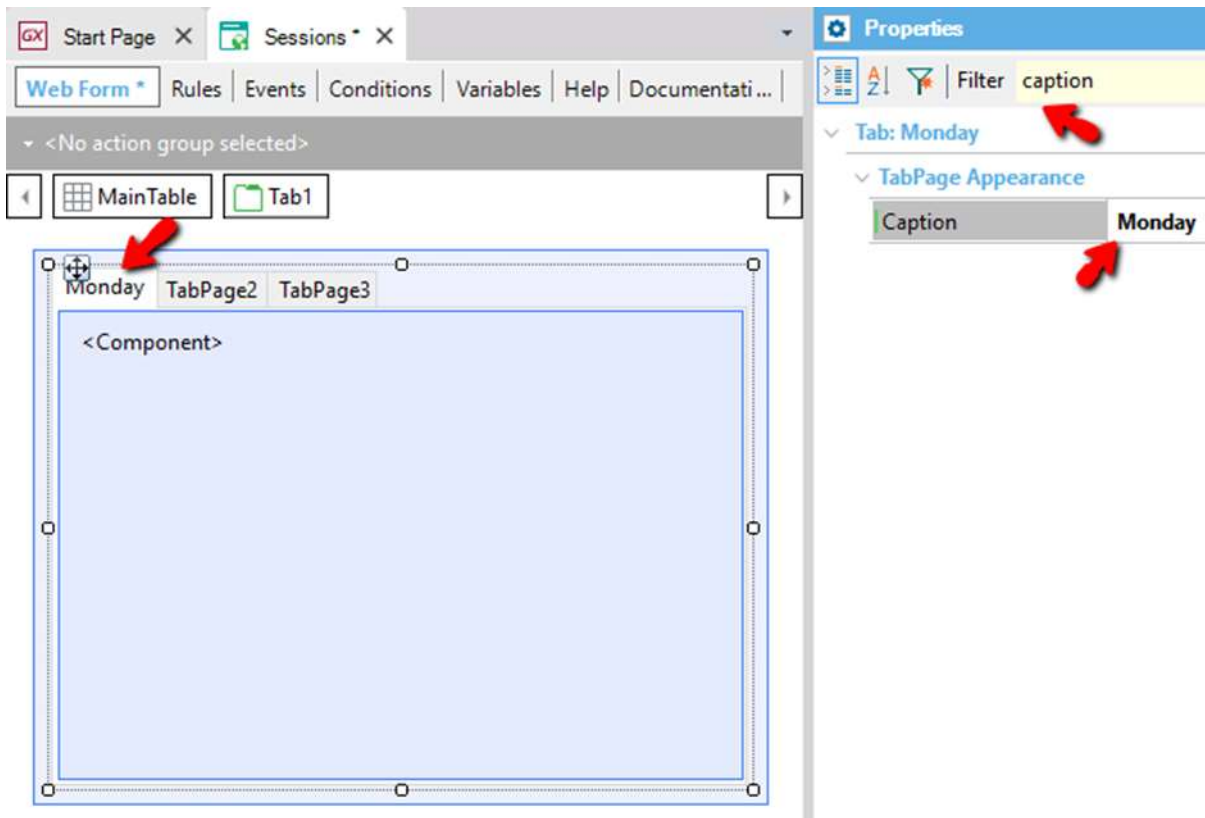 GX Start Page X Sessions * X
Properties
Web Form * Rules Events Conditions Variables Help Documentati ...
A Z Filter caption
<No action group selected>
Tab: Monday
TabPage Appearance
MainTable Tab1
Caption Monday
Monday TabPage2 TabPage3
<Component>